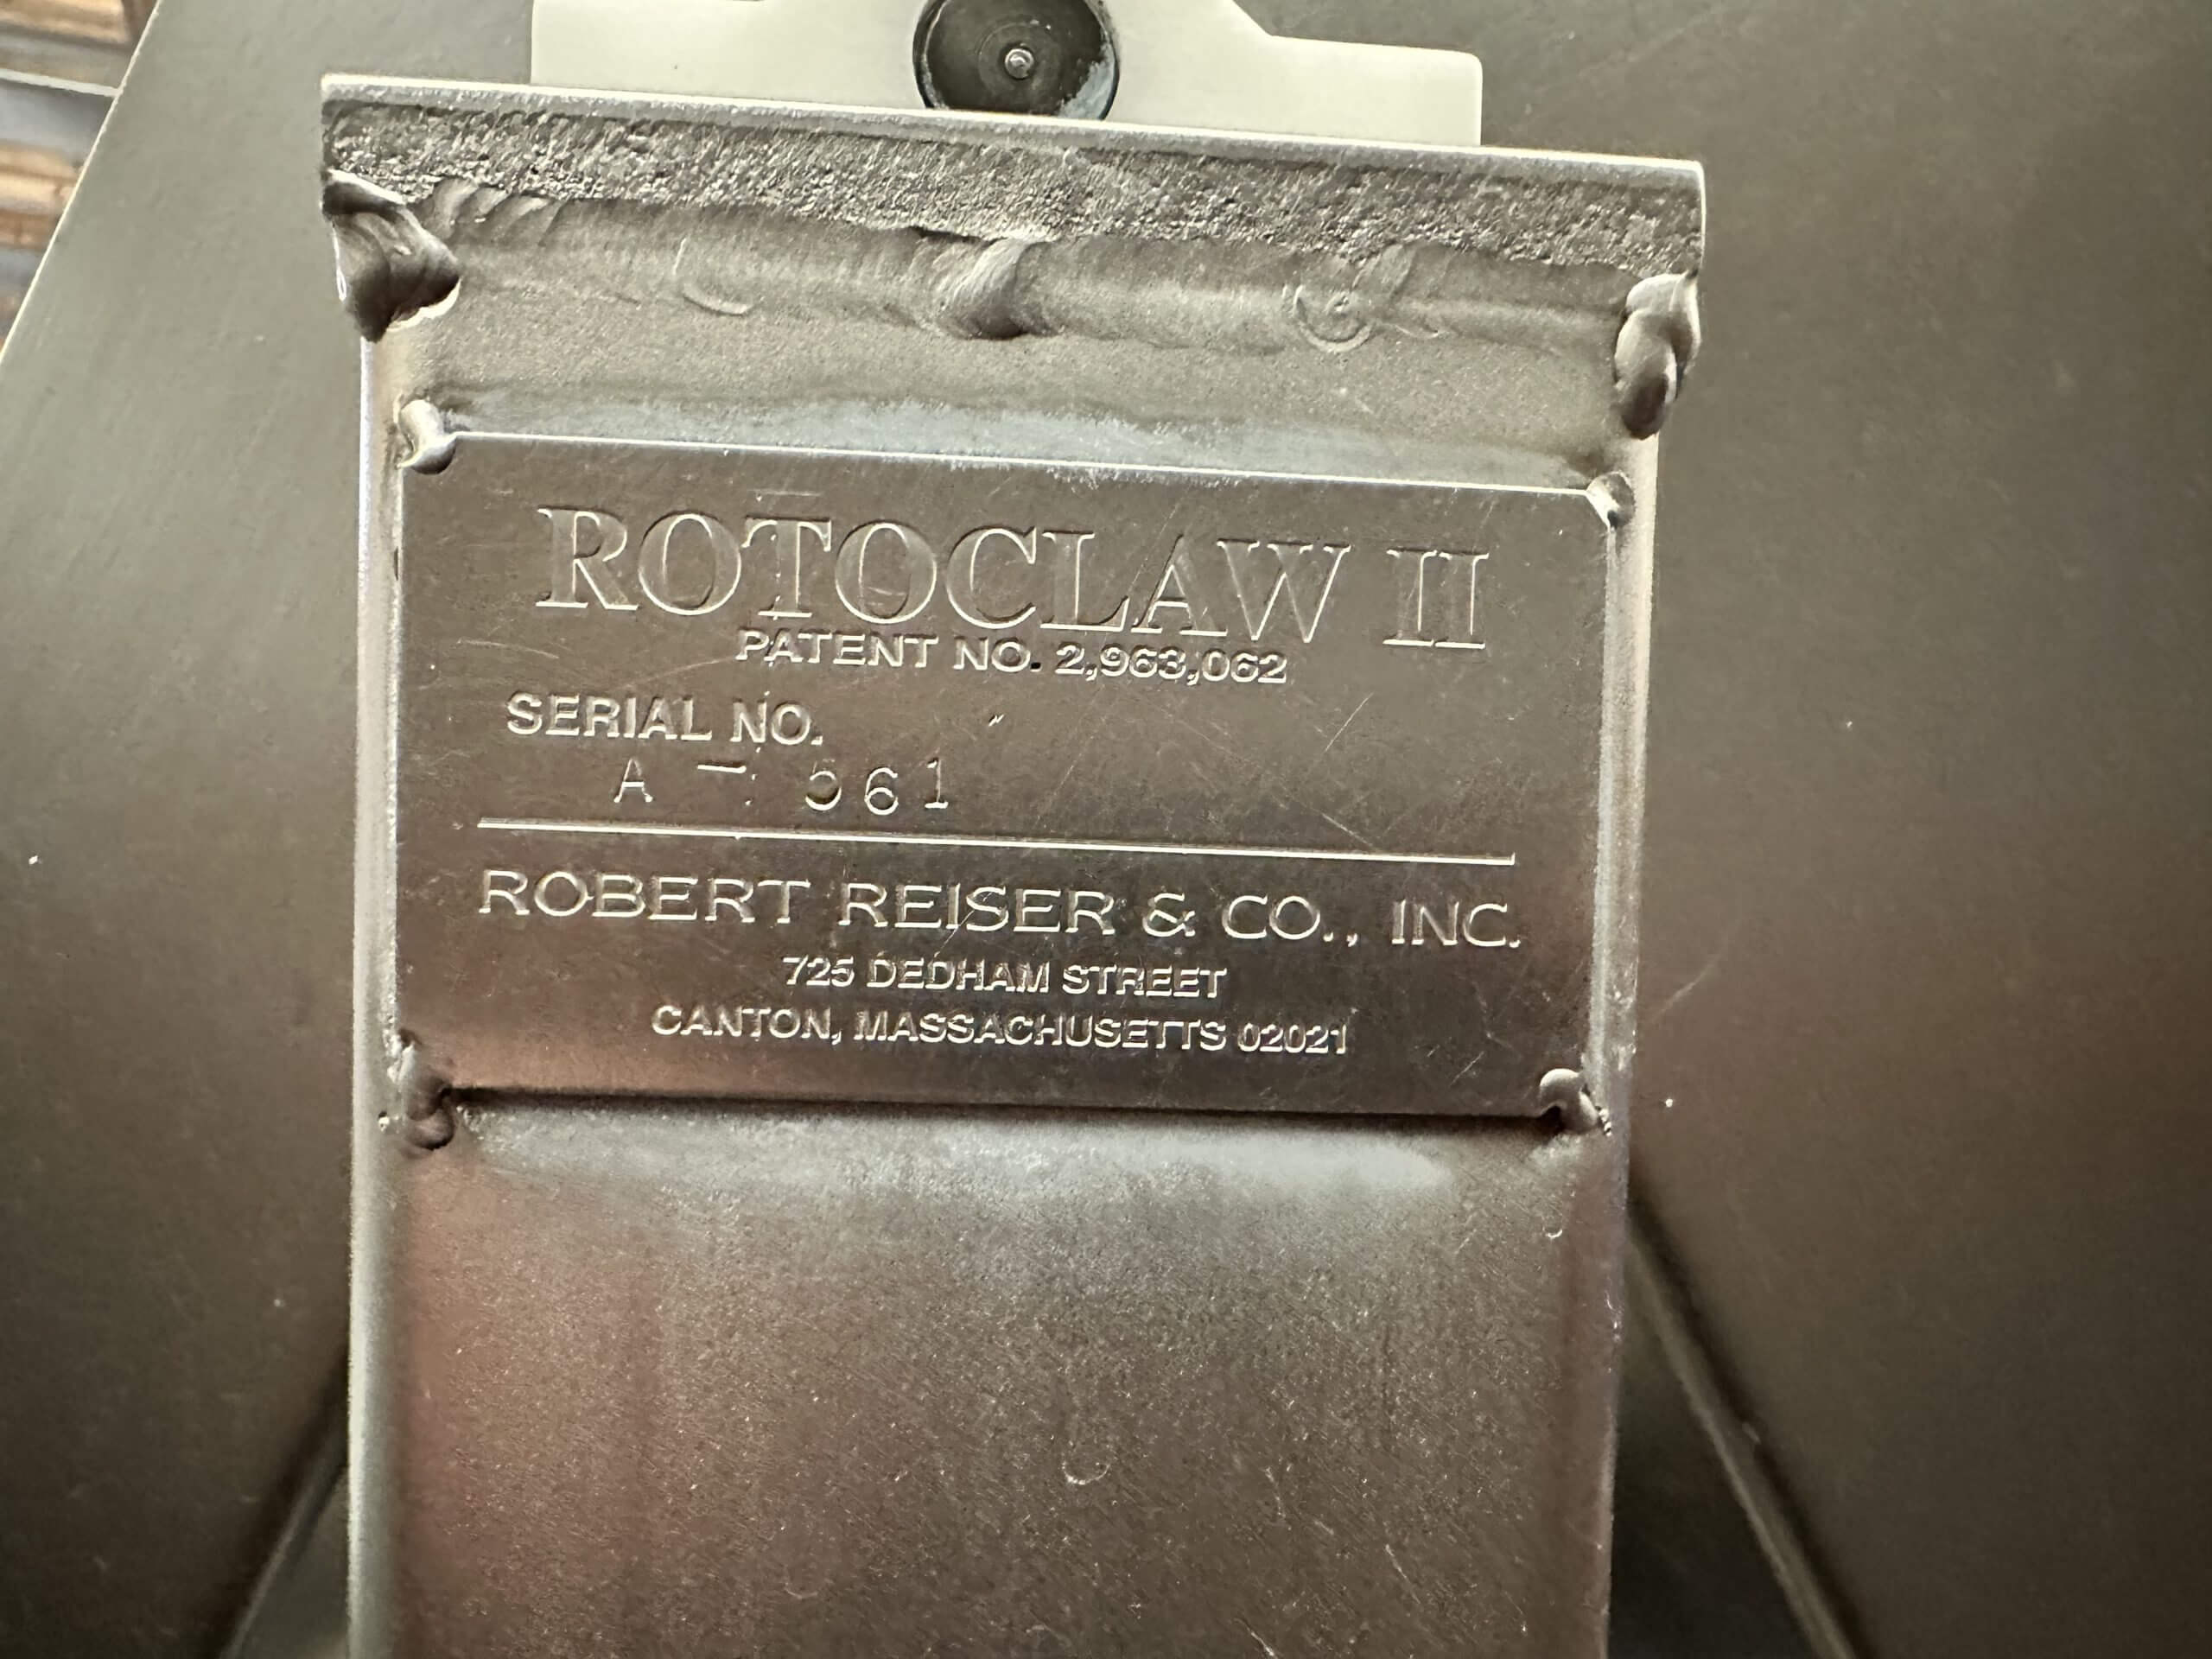 ROTOCLAW II
PATENT NO. 2,963,062
SERIAL NO.
A
ROBERT REISER & CO., INC.
725 DEDHAM STREET
CANTON, MASSACHUSETTS 02021